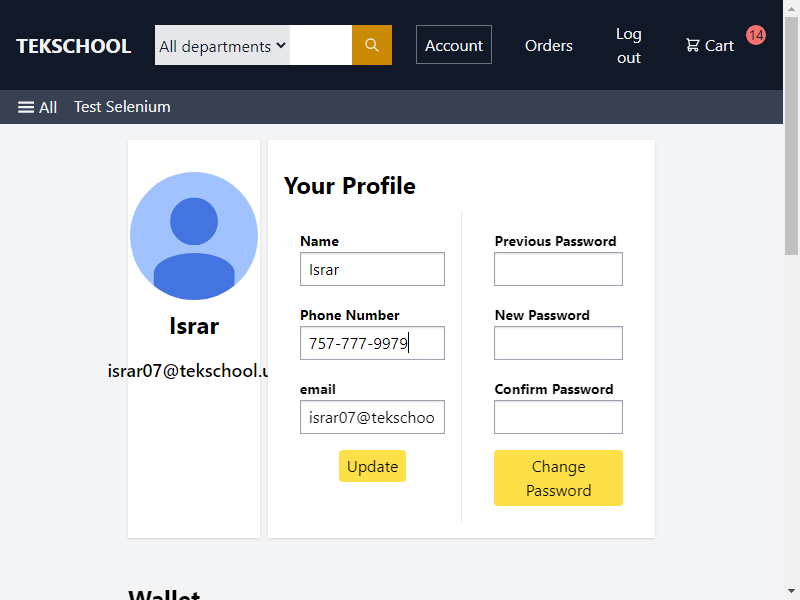 TEKSCHOOL
All departments
Account
Orders
Log out
Cart
14
All
Test Selenium
Israr
israr07@tekschool.u
Your Profile
Name
Israr
Phone Number
757-777-9979
email
israr07@tekschoo
Update
Previous Password
New Password
Confirm Password
Change
Password
Wallet